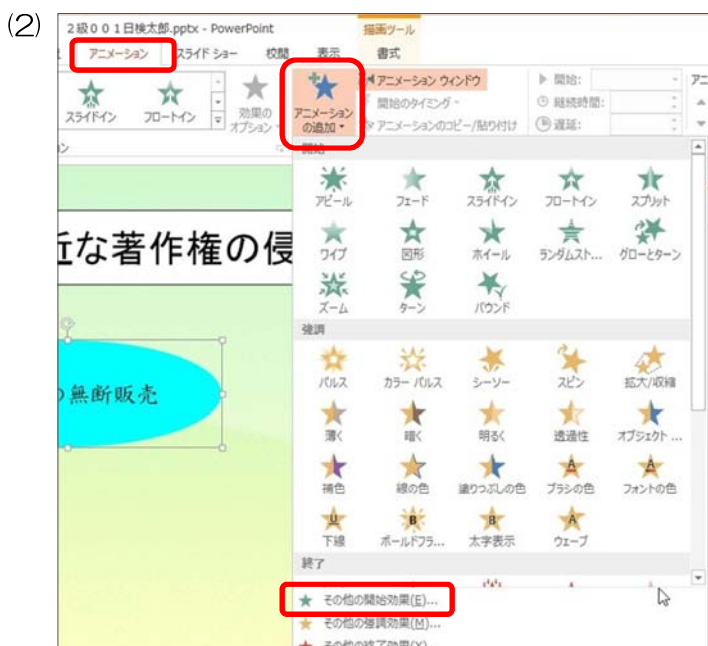 (2)
2級001日検太郎.pptx - PowerPoint
描画ツール
アニメーション
スライド ショー
校閲
表示
書式
スライドイン
フロートイン
効果の
オプション
アニメーション
の追加
アニメーション ウィンドウ
開始のタイミング
アニメーションのコピー/貼り付け
開始:
継続時間:
遅延:
開始
アピール フェード スライドイン フロートイン スプリット
ワイプ 図形 ホイール ランダムスト... グローとターン
ズーム ターン バウンド
強調
パルス カラー パルス シーソー スピン 拡大/収縮
薄く 暗く 明るく 透過性 オブジェクト ...
補色 線の色 塗りつぶしの色 ブラシの色 フォントの色
下線 ボールドフラ... 太字表示 ウェーブ
終了
その他の開始効果(E)...
その他の強調効果(M)...
その他の終了効果(X)...
近な著作権の侵
の無断販売